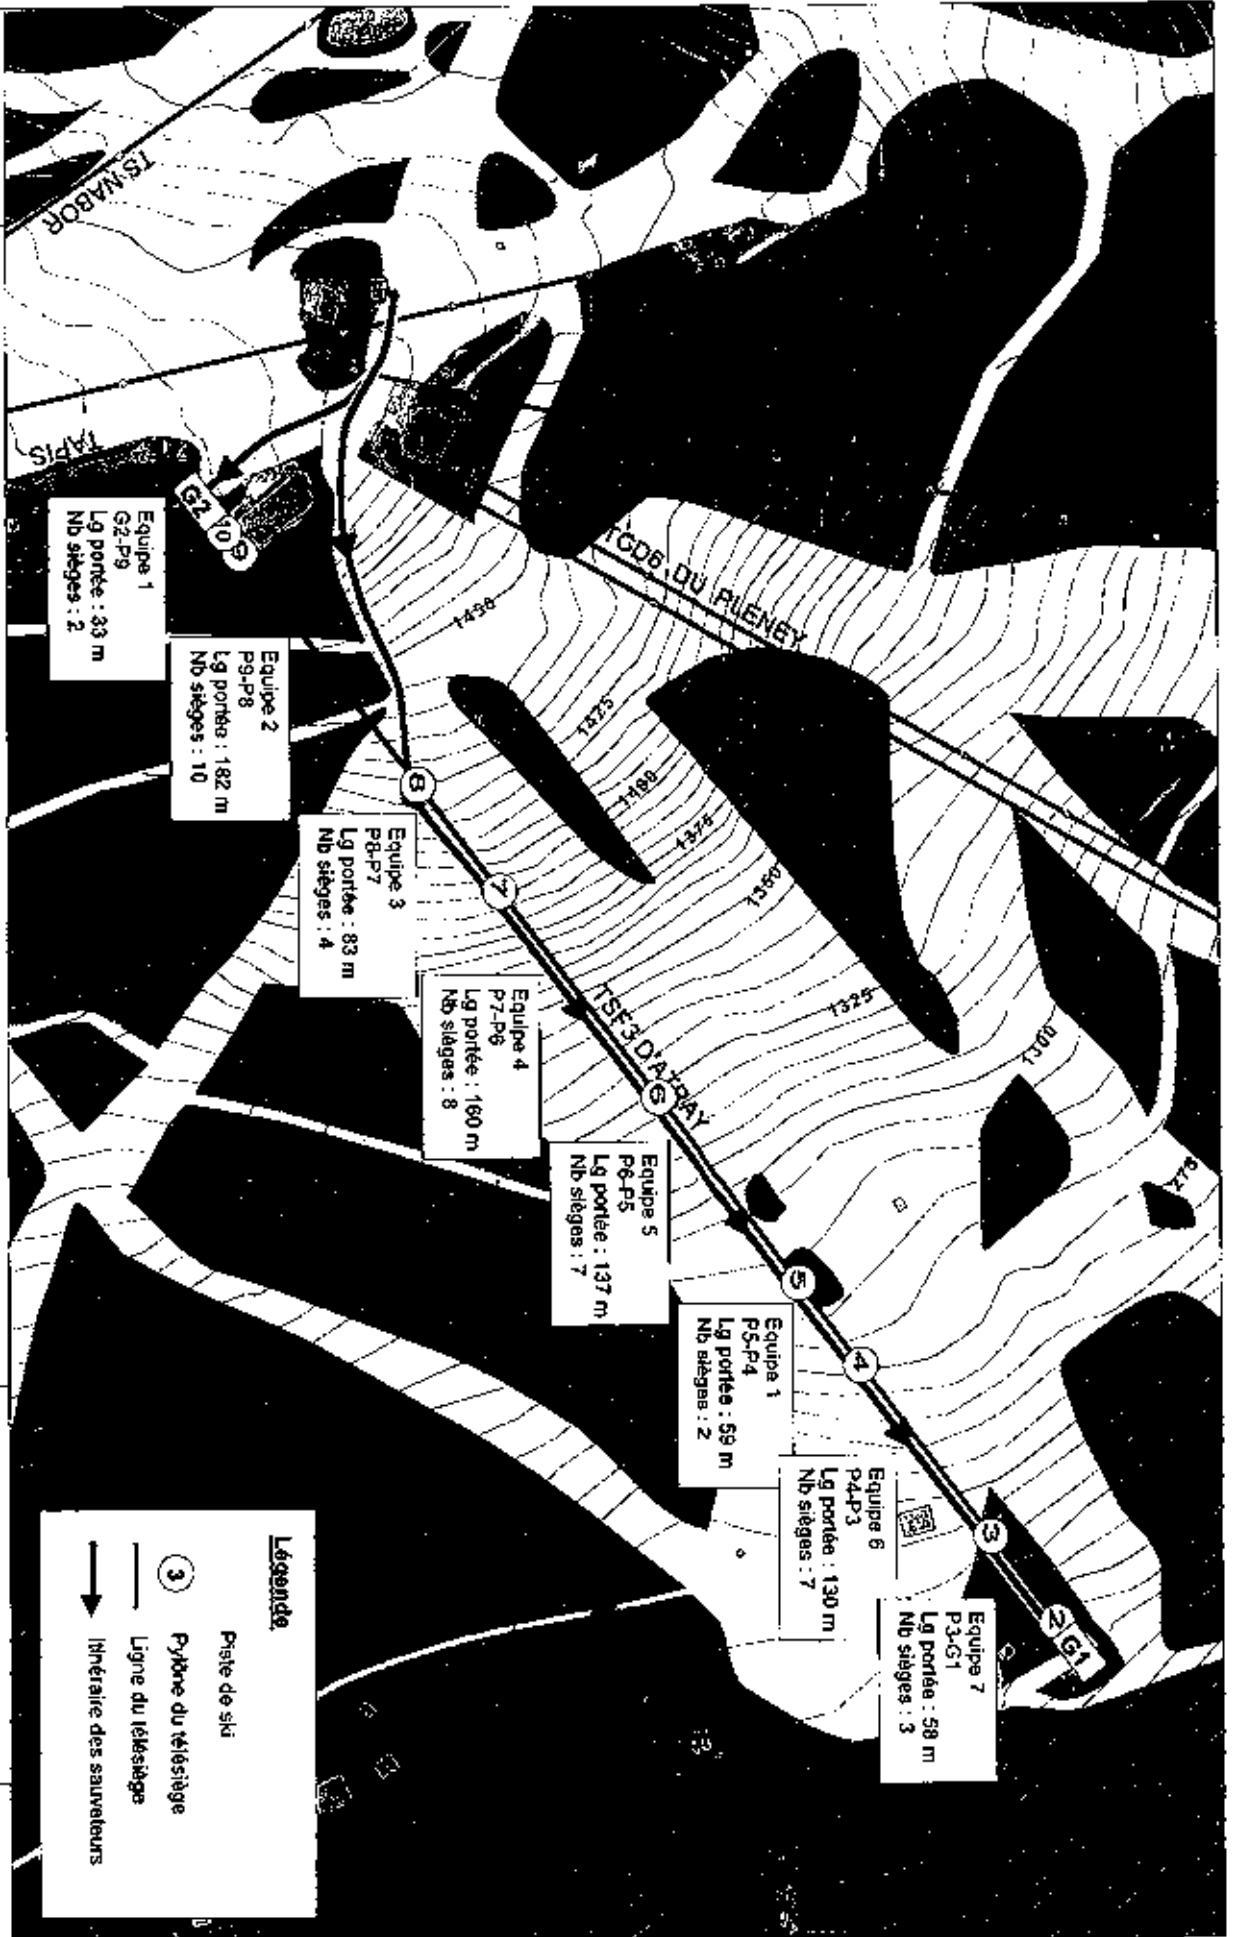 TS NABOR
TAPIS
TCD6 DU PLENEY
TSF3 D'ATRAY
G2
10
9
8
7
6
5
4
3
2
G1
1425
1375
1350
1325
1300
Equipe 1
G2-P9
Lg portée : 33 m
Nb sièges : 2
Equipe 2
P9-P8
Lg portée : 182 m
Nb sièges : 10
Equipe 3
P8-P7
Lg portée : 83 m
Nb sièges : 4
Equipe 4
P7-P6
Lg portée : 160 m
Nb sièges : 8
Equipe 5
P6-P5
Lg portée : 137 m
Nb sièges : 7
Equipe 1
P5-P4
Lg portée : 59 m
Nb sièges : 2
Equipe 6
P4-P3
Lg portée : 130 m
Nb sièges : 7
Equipe 7
P3-G1
Lg portée : 58 m
Nb sièges : 3
Légende
Piste de ski
3 Pylône du télésiège
Ligne du télésiège
Itinéraire des sauveteurs